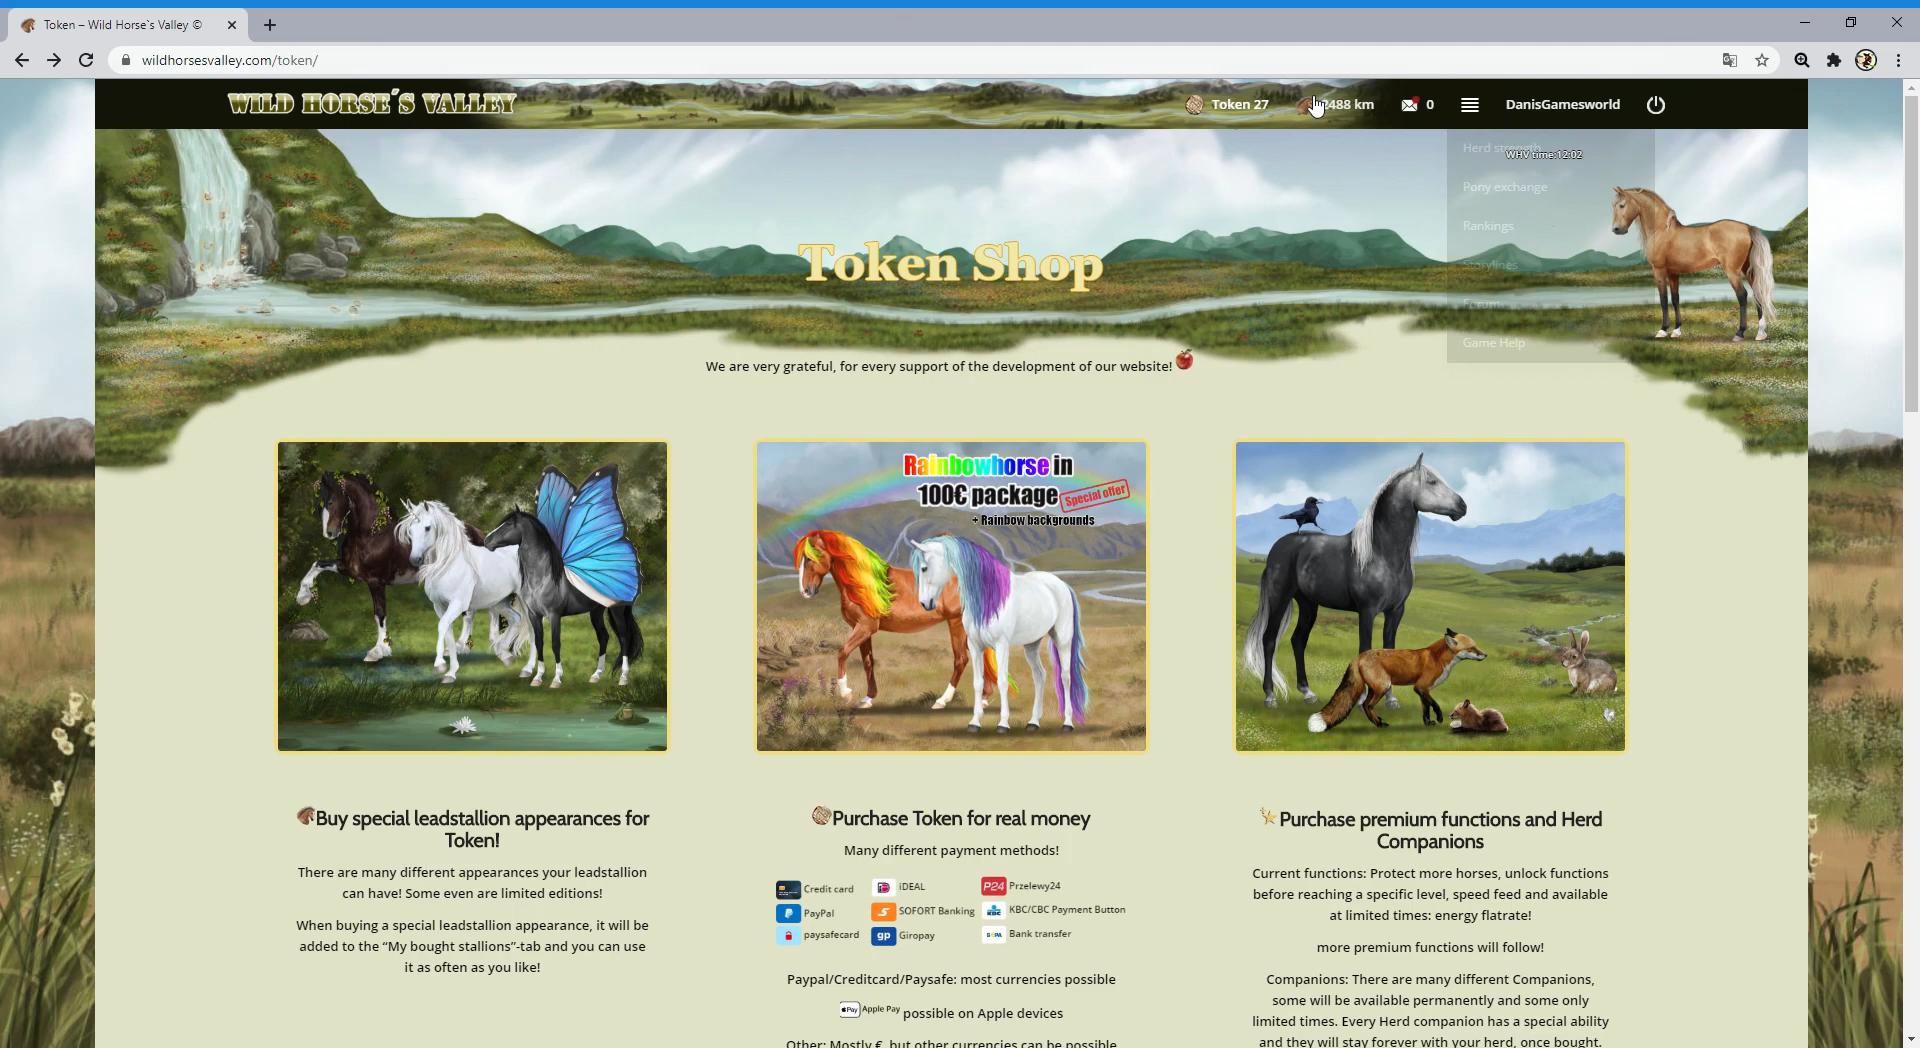 Token – Wild Horse`s Valley ©
wildhorsesvalley.com/token/
WILD HORSE´S VALLEY
Token 27
2488 km
0
DanisGamesworld
Herd strength
WHV time:12:02
Pony exchange
Rankings
Storylines
Forum
Game Help
Token Shop
We are very grateful, for every support of the development of our website!
Rainbowhorse in
100€ package
Special offer
+ Rainbow backgrounds
Buy special leadstallion appearances for
Token!
There are many different appearances your leadstallion
can have! Some even are limited editions!
When buying a special leadstallion appearance, it will be
added to the “My bought stallions”-tab and you can use
it as often as you like!
Purchase Token for real money
Many different payment methods!
Credit card
iDEAL
P24 Przelewy24
PayPal
SOFORT Banking
KBC KBC/CBC Payment Button
paysafecard
gp Giropay
SEPA Bank transfer
Paypal/Creditcard/Paysafe: most currencies possible
Pay Apple Pay possible on Apple devices
Other: Mostly €, but other currencies can be possible
Purchase premium functions and Herd
Companions
Current functions: Protect more horses, unlock functions
before reaching a specific level, speed feed and available
at limited times: energy flatrate!
more premium functions will follow!
Companions: There are many different Companions,
some will be available permanently and some only
limited times. Every Herd companion has a special ability
and they will stay forever with your herd, once bought.